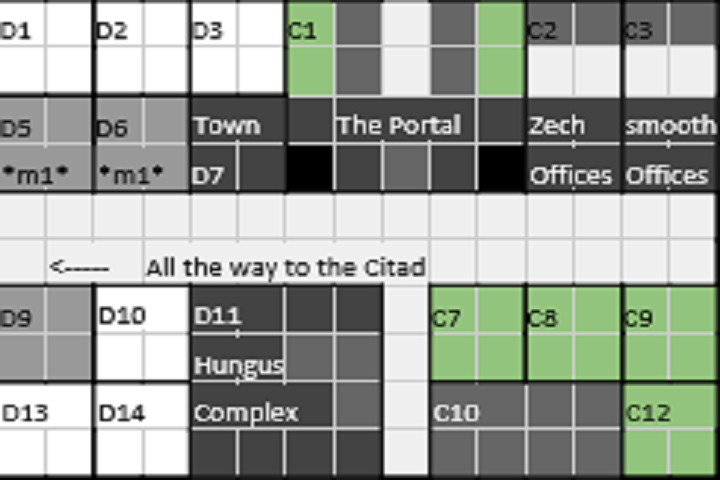 D1 D2 D3 C1 C2 C3
D5 D6 Town The Portal Zech smooth
*m1* *m1* D7 Offices Offices
<----- All the way to the Citad
D9 D10 D11 C7 C8 C9
Hungus
D13 D14 Complex C10 C12